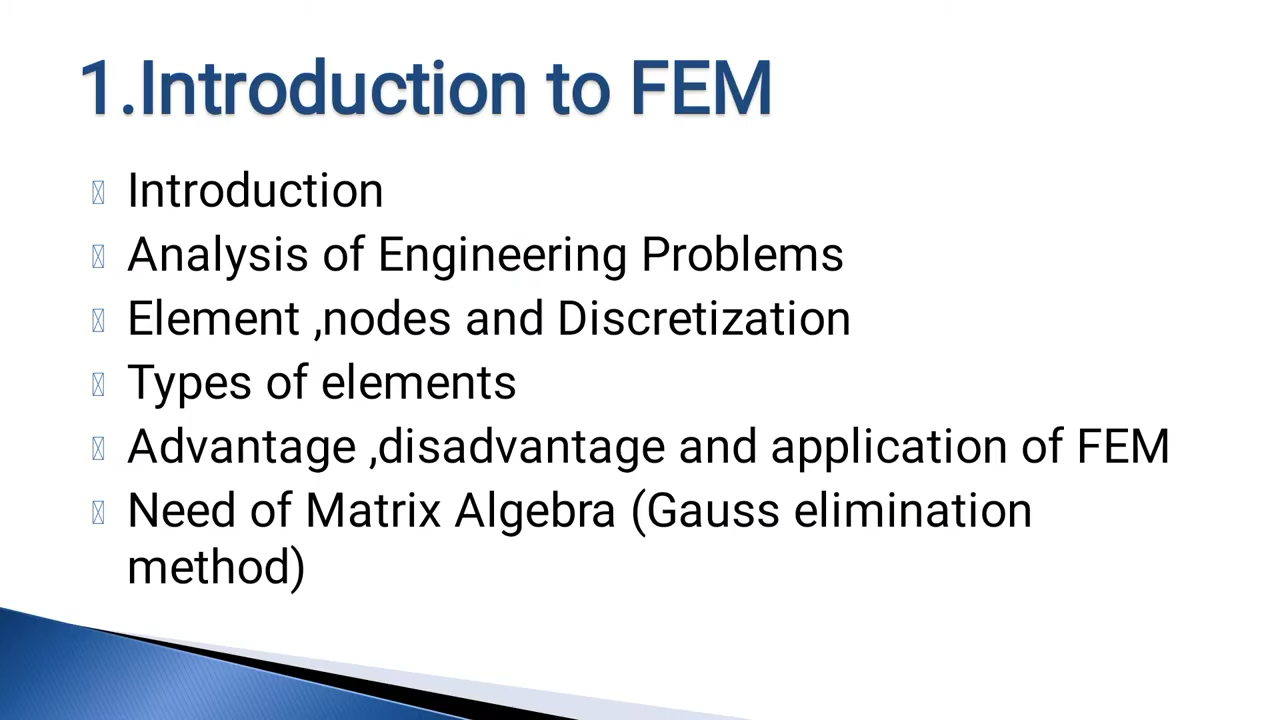 1.Introduction to FEM
Introduction
Analysis of Engineering Problems
Element ,nodes and Discretization
Types of elements
Advantage ,disadvantage and application of FEM
Need of Matrix Algebra (Gauss elimination
method)